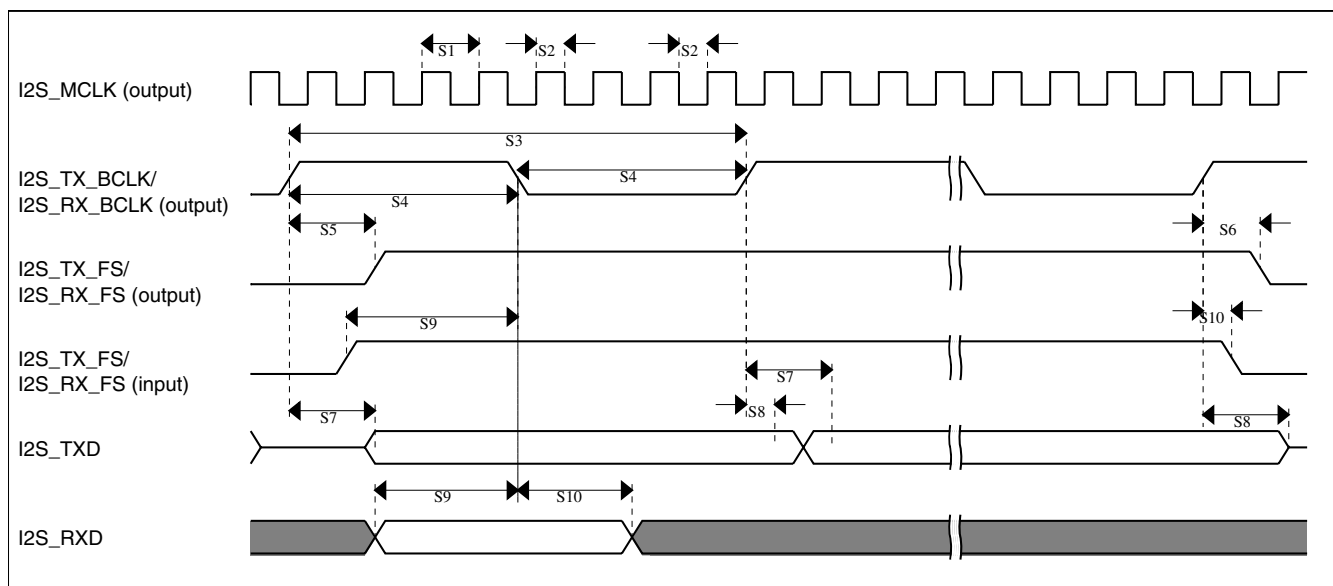 S1
S2
S2
I2S_MCLK (output)
S3
I2S_TX_BCLK/
I2S_RX_BCLK (output)
S4
S4
S5
S6
I2S_TX_FS/
I2S_RX_FS (output)
S9
S10
I2S_TX_FS/
I2S_RX_FS (input)
S7
S7
S8
S8
I2S_TXD
S9
S10
I2S_RXD